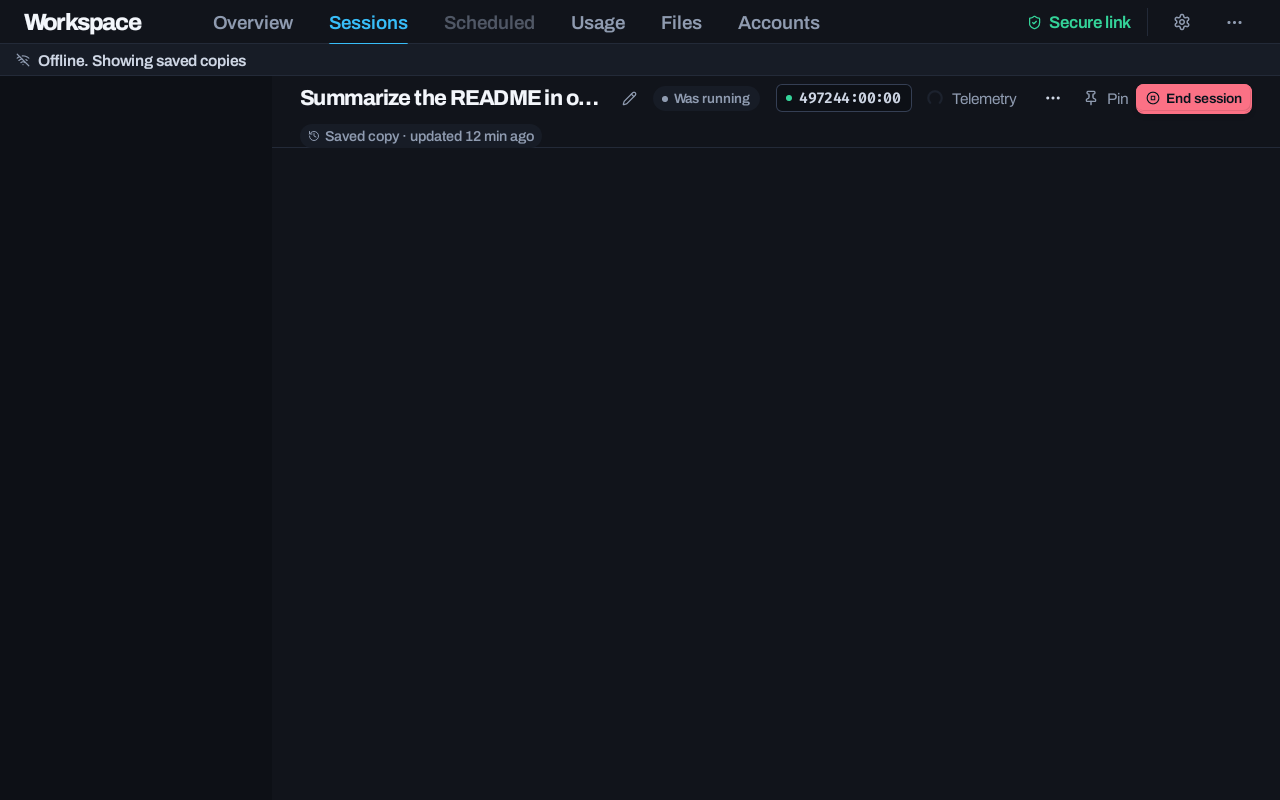 Workspace Overview Sessions Scheduled Usage Files Accounts Secure link
Offline. Showing saved copies
Summarize the README in o… Was running 497244:00:00 Telemetry Pin End session
Saved copy · updated 12 min ago